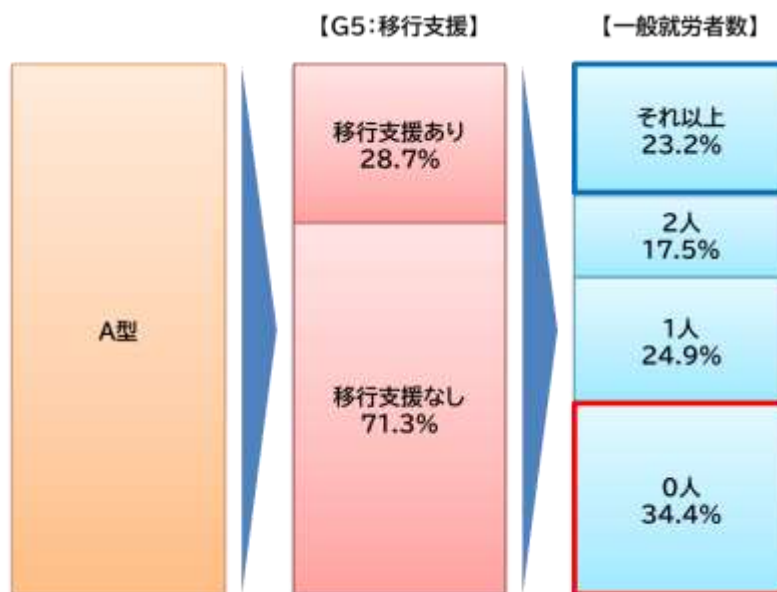 【G5:移行支援】
【一般就労者数】
A型
移行支援あり
28.7%
移行支援なし
71.3%
それ以上
23.2%
2人
17.5%
1人
24.9%
0人
34.4%